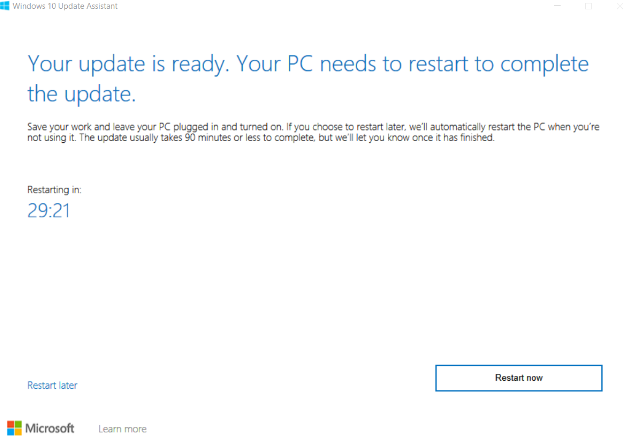 Windows 10 Update Assistant
Your update is ready. Your PC needs to restart to complete
the update.
Save your work and leave your PC plugged in and turned on. If you choose to restart later, we'll automatically restart the PC when you're
not using it. The update usually takes 90 minutes or less to complete, but we'll let you know once it has finished.
Restarting in:
29:21
Restart now
Restart later
Microsoft
Learn more